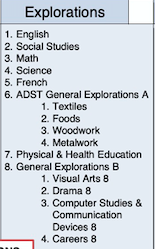 Explorations
1. English
2. Social Studies
3. Math
4. Science
5. French
6. ADST General Explorations A
1. Textiles
2. Foods
3. Woodwork
4. Metalwork
7. Physical & Health Education
8. General Explorations B
1. Visual Arts 8
2. Drama 8
3. Computer Studies &
Communication
Devices 8
4. Careers 8